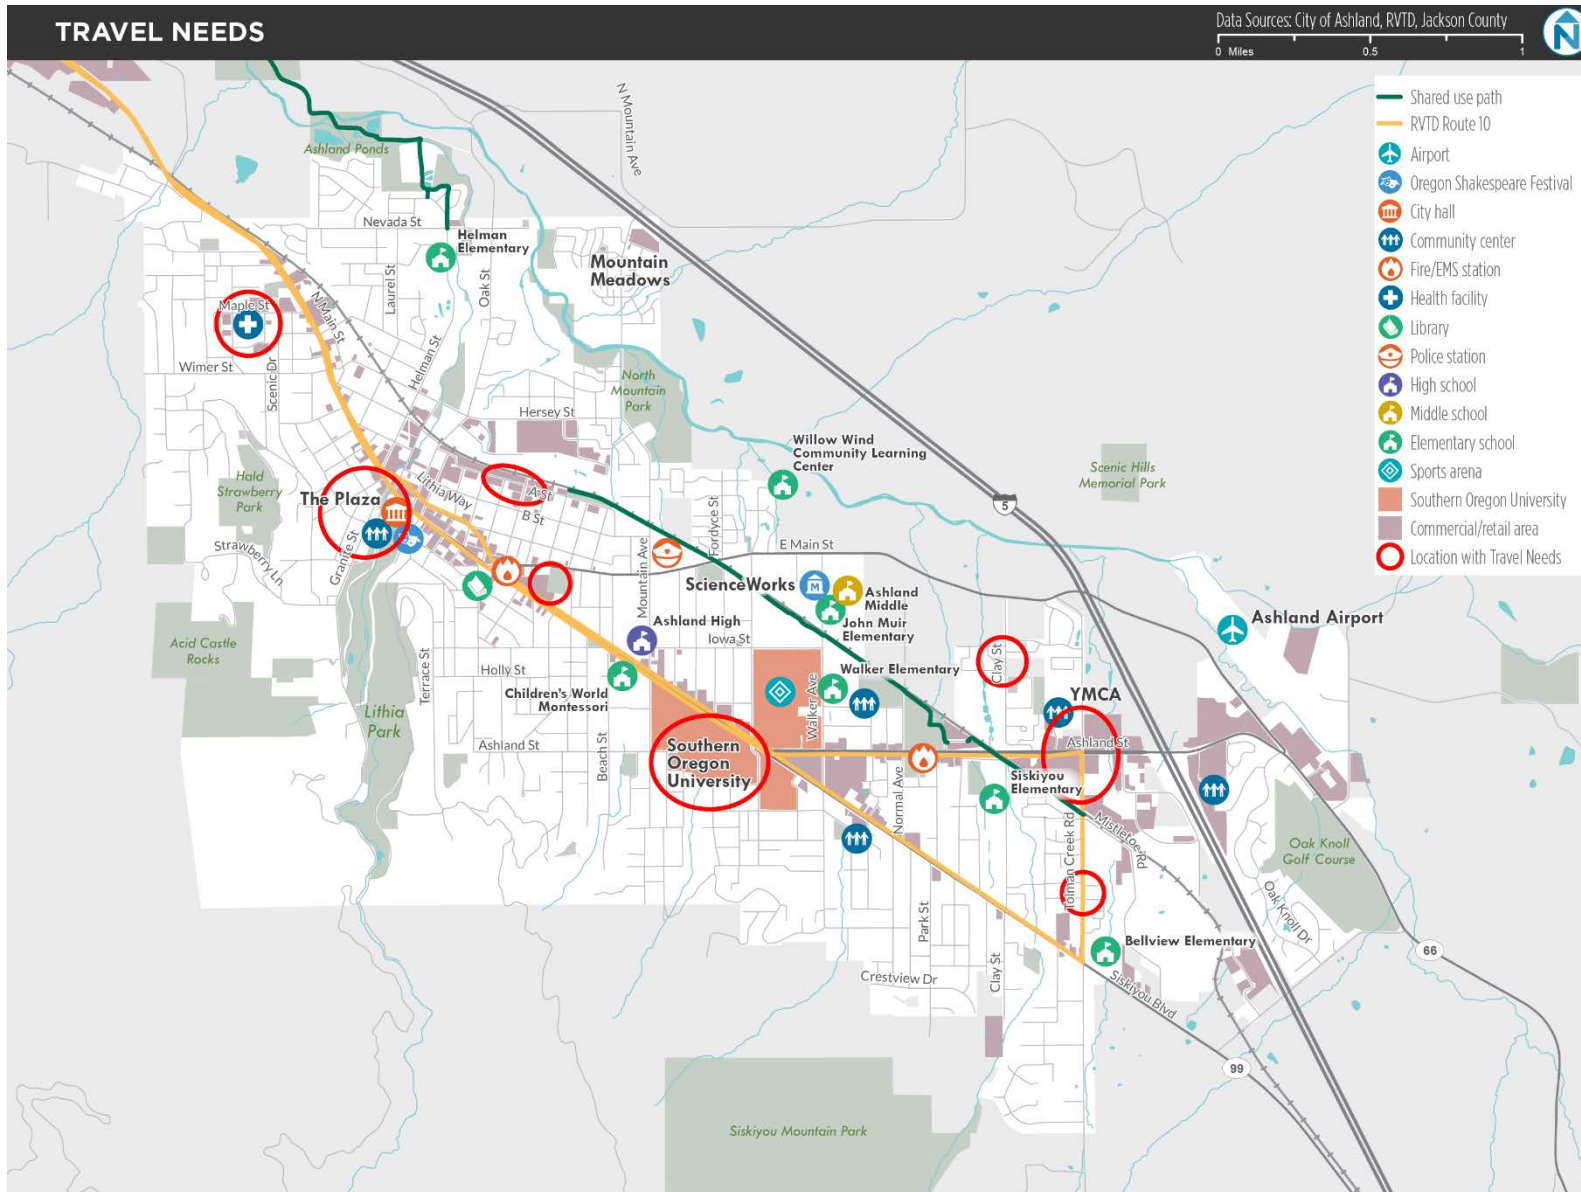 TRAVEL NEEDS
Data Sources: City of Ashland, RVTD, Jackson County
0 Miles 0.5 1
N
Shared use path
RVTD Route 10
Airport
Oregon Shakespeare Festival
City hall
Community center
Fire/EMS station
Health facility
Library
Police station
High school
Middle school
Elementary school
Sports arena
Southern Oregon University
Commercial/retail area
Location with Travel Needs
N Mountain Ave
Ashland Ponds
Nevada St
Helman
Elementary
Laurel St
Oak St
Mountain
Meadows
Maple St
N Main St
Wimer St
Scenic Dr
Helman St
North
Mountain
Park
Hersey St
Willow Wind
Community Learning
Center
Scenic Hills
Memorial Park
5
Hald
Strawberry
Park
The Plaza
Lithia Way
A St
B St
Fordyce St
E Main St
Strawberry Ln
Granite St
Mountain Ave
ScienceWorks
M
Ashland
Middle
John Muir
Elementary
Ashland High
Iowa St
Ashland Airport
Acid Castle
Rocks
Terrace St
Holly St
Walker Elementary
Clay St
Children's World
Montessori
Walker Ave
YMCA
Lithia
Park
Ashland St
Beach St
Southern
Oregon
University
Ashland St
Siskiyou
Elementary
Normal Ave
Tolman Creek Rd
Mistletoe Rd
Oak Knoll
Golf Course
Oak Knoll Dr
Park St
Bellview Elementary
66
Crestview Dr
Clay St
Siskiyou Blvd
99
Siskiyou Mountain Park